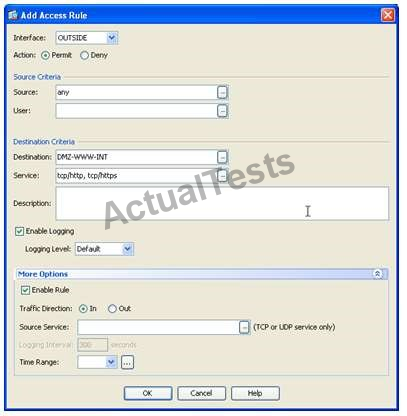 Add Access Rule
Interface: OUTSIDE
Action: Permit Deny
Source Criteria
Source: any
User:
Destination Criteria
Destination: DMZ-WWW-INT
Service: tcp/http, tcp/https
Description:
ActualTests
Enable Logging
Logging Level: Default
More Options
Enable Rule
Traffic Direction: In Out
Source Service: (TCP or UDP service only)
Logging Interval: 300 seconds
Time Range:
OK Cancel Help